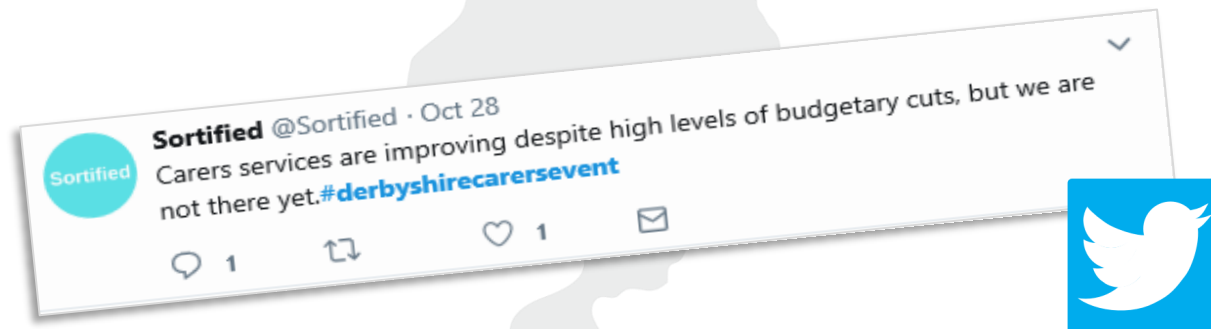 Sortified @Sortified · Oct 28
Carers services are improving despite high levels of budgetary cuts, but we are
not there yet.#derbyshirecarersevent
Sortified
1 1